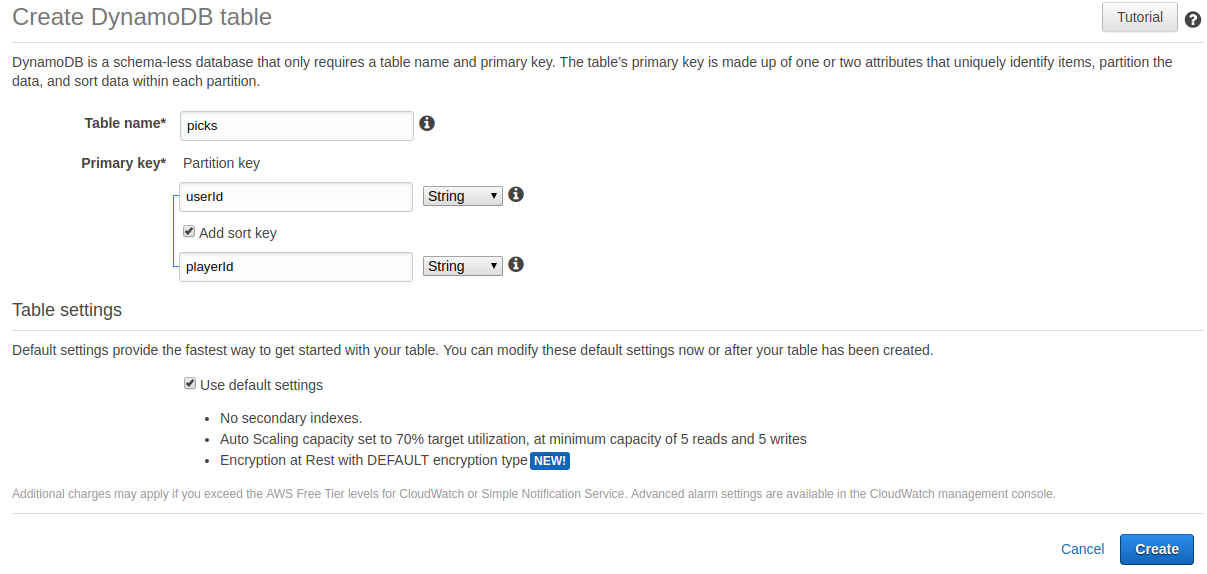 Create DynamoDB table
Tutorial
DynamoDB is a schema-less database that only requires a table name and primary key. The table’s primary key is made up of one or two attributes that uniquely identify items, partition the
data, and sort data within each partition.
Table name* picks
Primary key* Partition key
userId String
Add sort key
playerId String
Table settings
Default settings provide the fastest way to get started with your table. You can modify these default settings now or after your table has been created.
Use default settings
• No secondary indexes.
• Auto Scaling capacity set to 70% target utilization, at minimum capacity of 5 reads and 5 writes
• Encryption at Rest with DEFAULT encryption type NEW!
Additional charges may apply if you exceed the AWS Free Tier levels for CloudWatch or Simple Notification Service. Advanced alarm settings are available in the CloudWatch management console.
Cancel Create